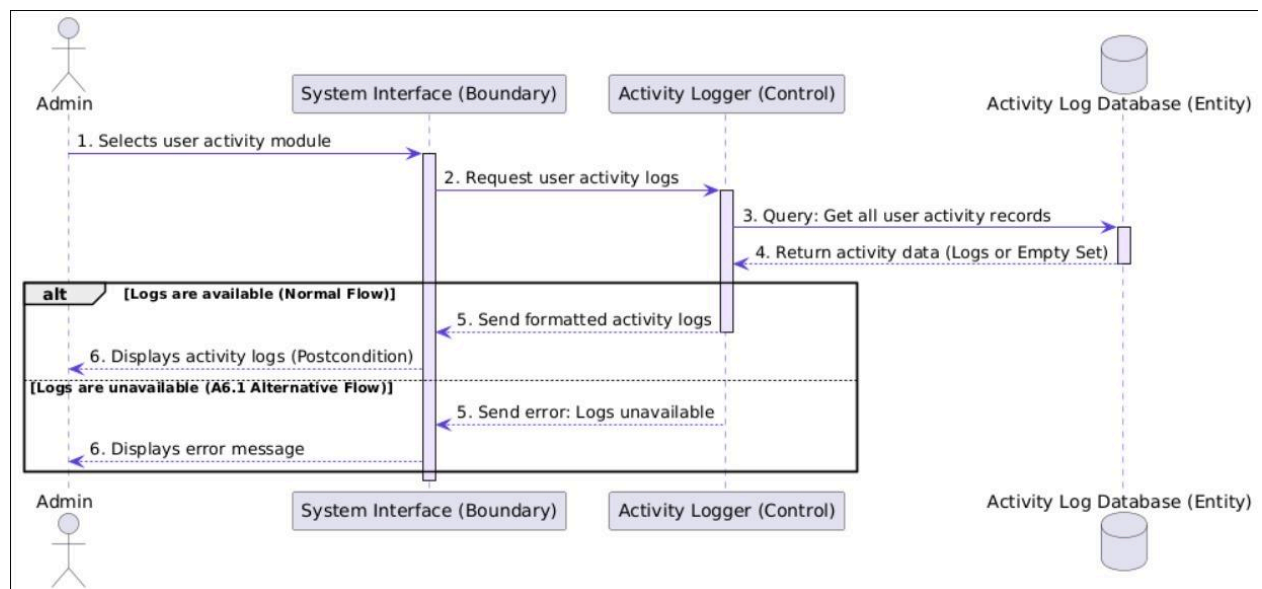 Admin
System Interface (Boundary)
Activity Logger (Control)
Activity Log Database (Entity)
1. Selects user activity module
2. Request user activity logs
3. Query: Get all user activity records
4. Return activity data (Logs or Empty Set)
alt
[Logs are available (Normal Flow)]
5. Send formatted activity logs
6. Displays activity logs (Postcondition)
[Logs are unavailable (A6.1 Alternative Flow)]
5. Send error: Logs unavailable
6. Displays error message
Admin
System Interface (Boundary)
Activity Logger (Control)
Activity Log Database (Entity)